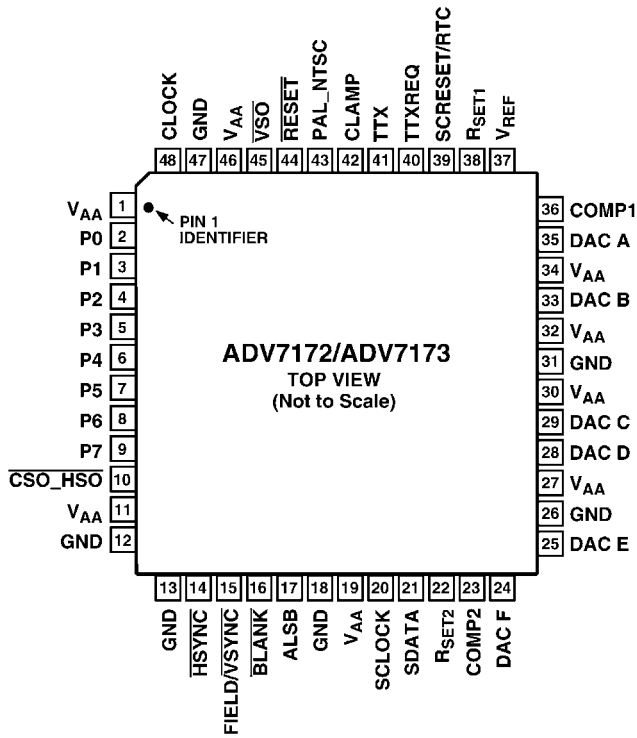 CLOCK
GND
VAA
VSO
RESET
PAL_NTSC
CLAMP
TTX
TTXREQ
SCRESET/RTC
RSET1
VREF
48 47 46 45 44 43 42 41 40 39 38 37
VAA 1
P0 2
P1 3
P2 4
P3 5
P4 6
P5 7
P6 8
P7 9
CSO_HSO 10
VAA 11
GND 12
PIN 1
IDENTIFIER
ADV7172/ADV7173
TOP VIEW
(Not to Scale)
36 COMP1
35 DAC A
34 VAA
33 DAC B
32 VAA
31 GND
30 VAA
29 DAC C
28 DAC D
27 VAA
26 GND
25 DAC E
13 14 15 16 17 18 19 20 21 22 23 24
GND
HSYNC
FIELD/VSYNC
BLANK
ALSB
GND
VAA
SCLOCK
SDATA
RSET2
COMP2
DAC F